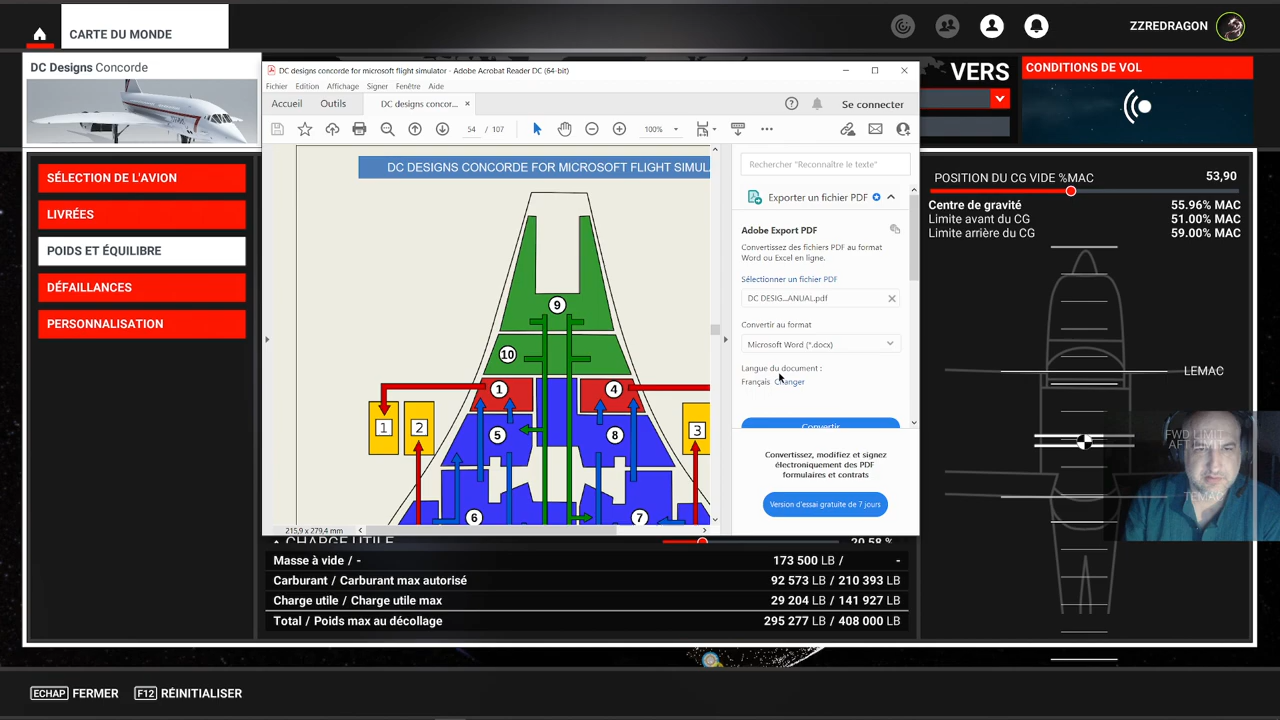 CARTE DU MONDE
ZZREDRAGON
DC Designs Concorde
VERS
CONDITIONS DE VOL
SÉLECTION DE L'AVION
LIVRÉES
POIDS ET ÉQUILIBRE
DÉFAILLANCES
PERSONNALISATION
DC designs concorde for microsoft flight simulator - Adobe Acrobat Reader DC (64-bit)
Fichier Edition Affichage Signer Fenêtre Aide
Accueil Outils DC designs concor... ×
Se connecter
54 / 107
100%
DC DESIGNS CONCORDE FOR MICROSOFT FLIGHT SIMUL
9
10
1 4
1 2 5 8 3
6 7
215,9 x 279,4 mm
Rechercher "Reconnaître le texte"
Exporter un fichier PDF
Adobe Export PDF
Convertissez des fichiers PDF au format
Word ou Excel en ligne.
Sélectionner un fichier PDF
DC DESIG...ANUAL.pdf
Convertir au format
Microsoft Word (*.docx)
Langue du document :
Français Changer
Convertir
Convertissez, modifiez et signez
électroniquement des PDF
formulaires et contrats
Version d'essai gratuite de 7 jours
POSITION DU CG VIDE %MAC 53,90
Centre de gravité 55.96% MAC
Limite avant du CG 51.00% MAC
Limite arrière du CG 59.00% MAC
LEMAC
FWD LIMIT
CHARGE UTILE 20.58 %
Masse à vide / - 173 500 LB / -
Carburant / Carburant max autorisé 92 573 LB / 210 393 LB
Charge utile / Charge utile max 29 204 LB / 141 927 LB
Total / Poids max au décollage 295 277 LB / 408 000 LB
ECHAP FERMER F12 RÉINITIALISER